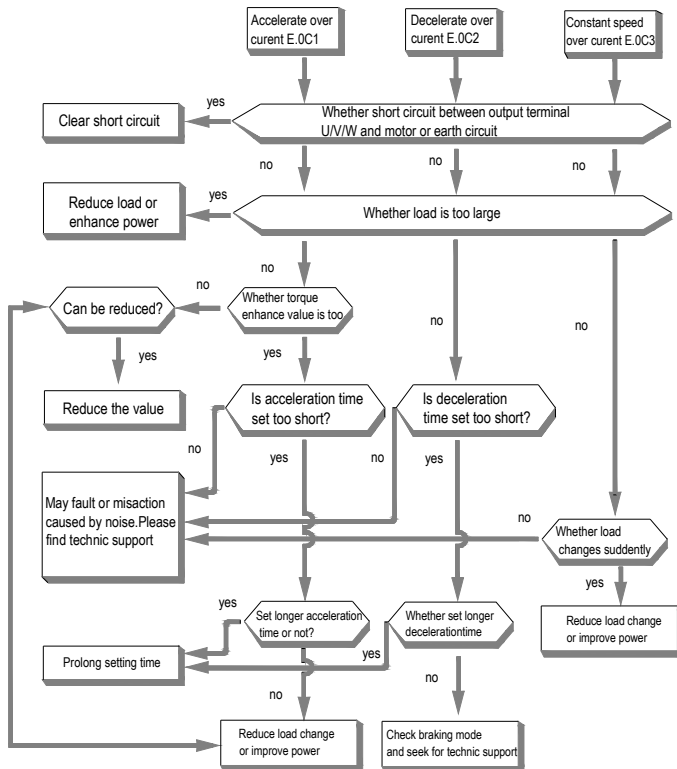 Accelerate over
curent E.0C1
Decelerate over
curent E.0C2
Constant speed
over curent E.0C3
Clear short circuit
yes
Whether short circuit between output terminal
U/V/W and motor or earth circuit
no
no
no
Reduce load or
enhance power
yes
Whether load is too large
no
no
no
Can be reduced?
no
Whether torque
enhance value is too
yes
yes
Reduce the value
Is acceleration time
set too short?
Is deceleration
time set too short?
no
yes
no
yes
May fault or misaction
caused by noise.Please
find technic support
no
Whether load
changes suddently
yes
yes
Set longer acceleration
time or not?
Whether set longer
decelerationtime
Reduce load change
or improve power
Prolong setting time
yes
no
no
Reduce load change
or improve power
Check braking mode
and seek for technic support